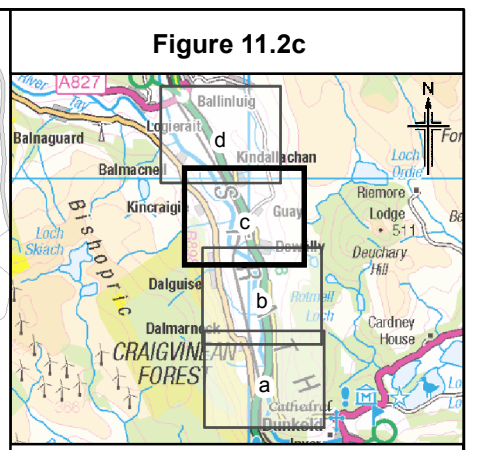 Figure 11.2c
River
Tay
A827
Ballinluig
N
Balnaguard
Logierait
d
Kindallachan
Loch
Ordie
Balmacneil
Riemore
Lodge
Kincraigie
Guay
c
511
Loch
Skiach
Bishopric
Dowally
Deuchary
Hill
Dalguise
b
Rotmell
Loch
Dalmarnock
Cardney
House
CRAIGVINEAN
FOREST
a
Cathedral
Dunkeld
Inver
M